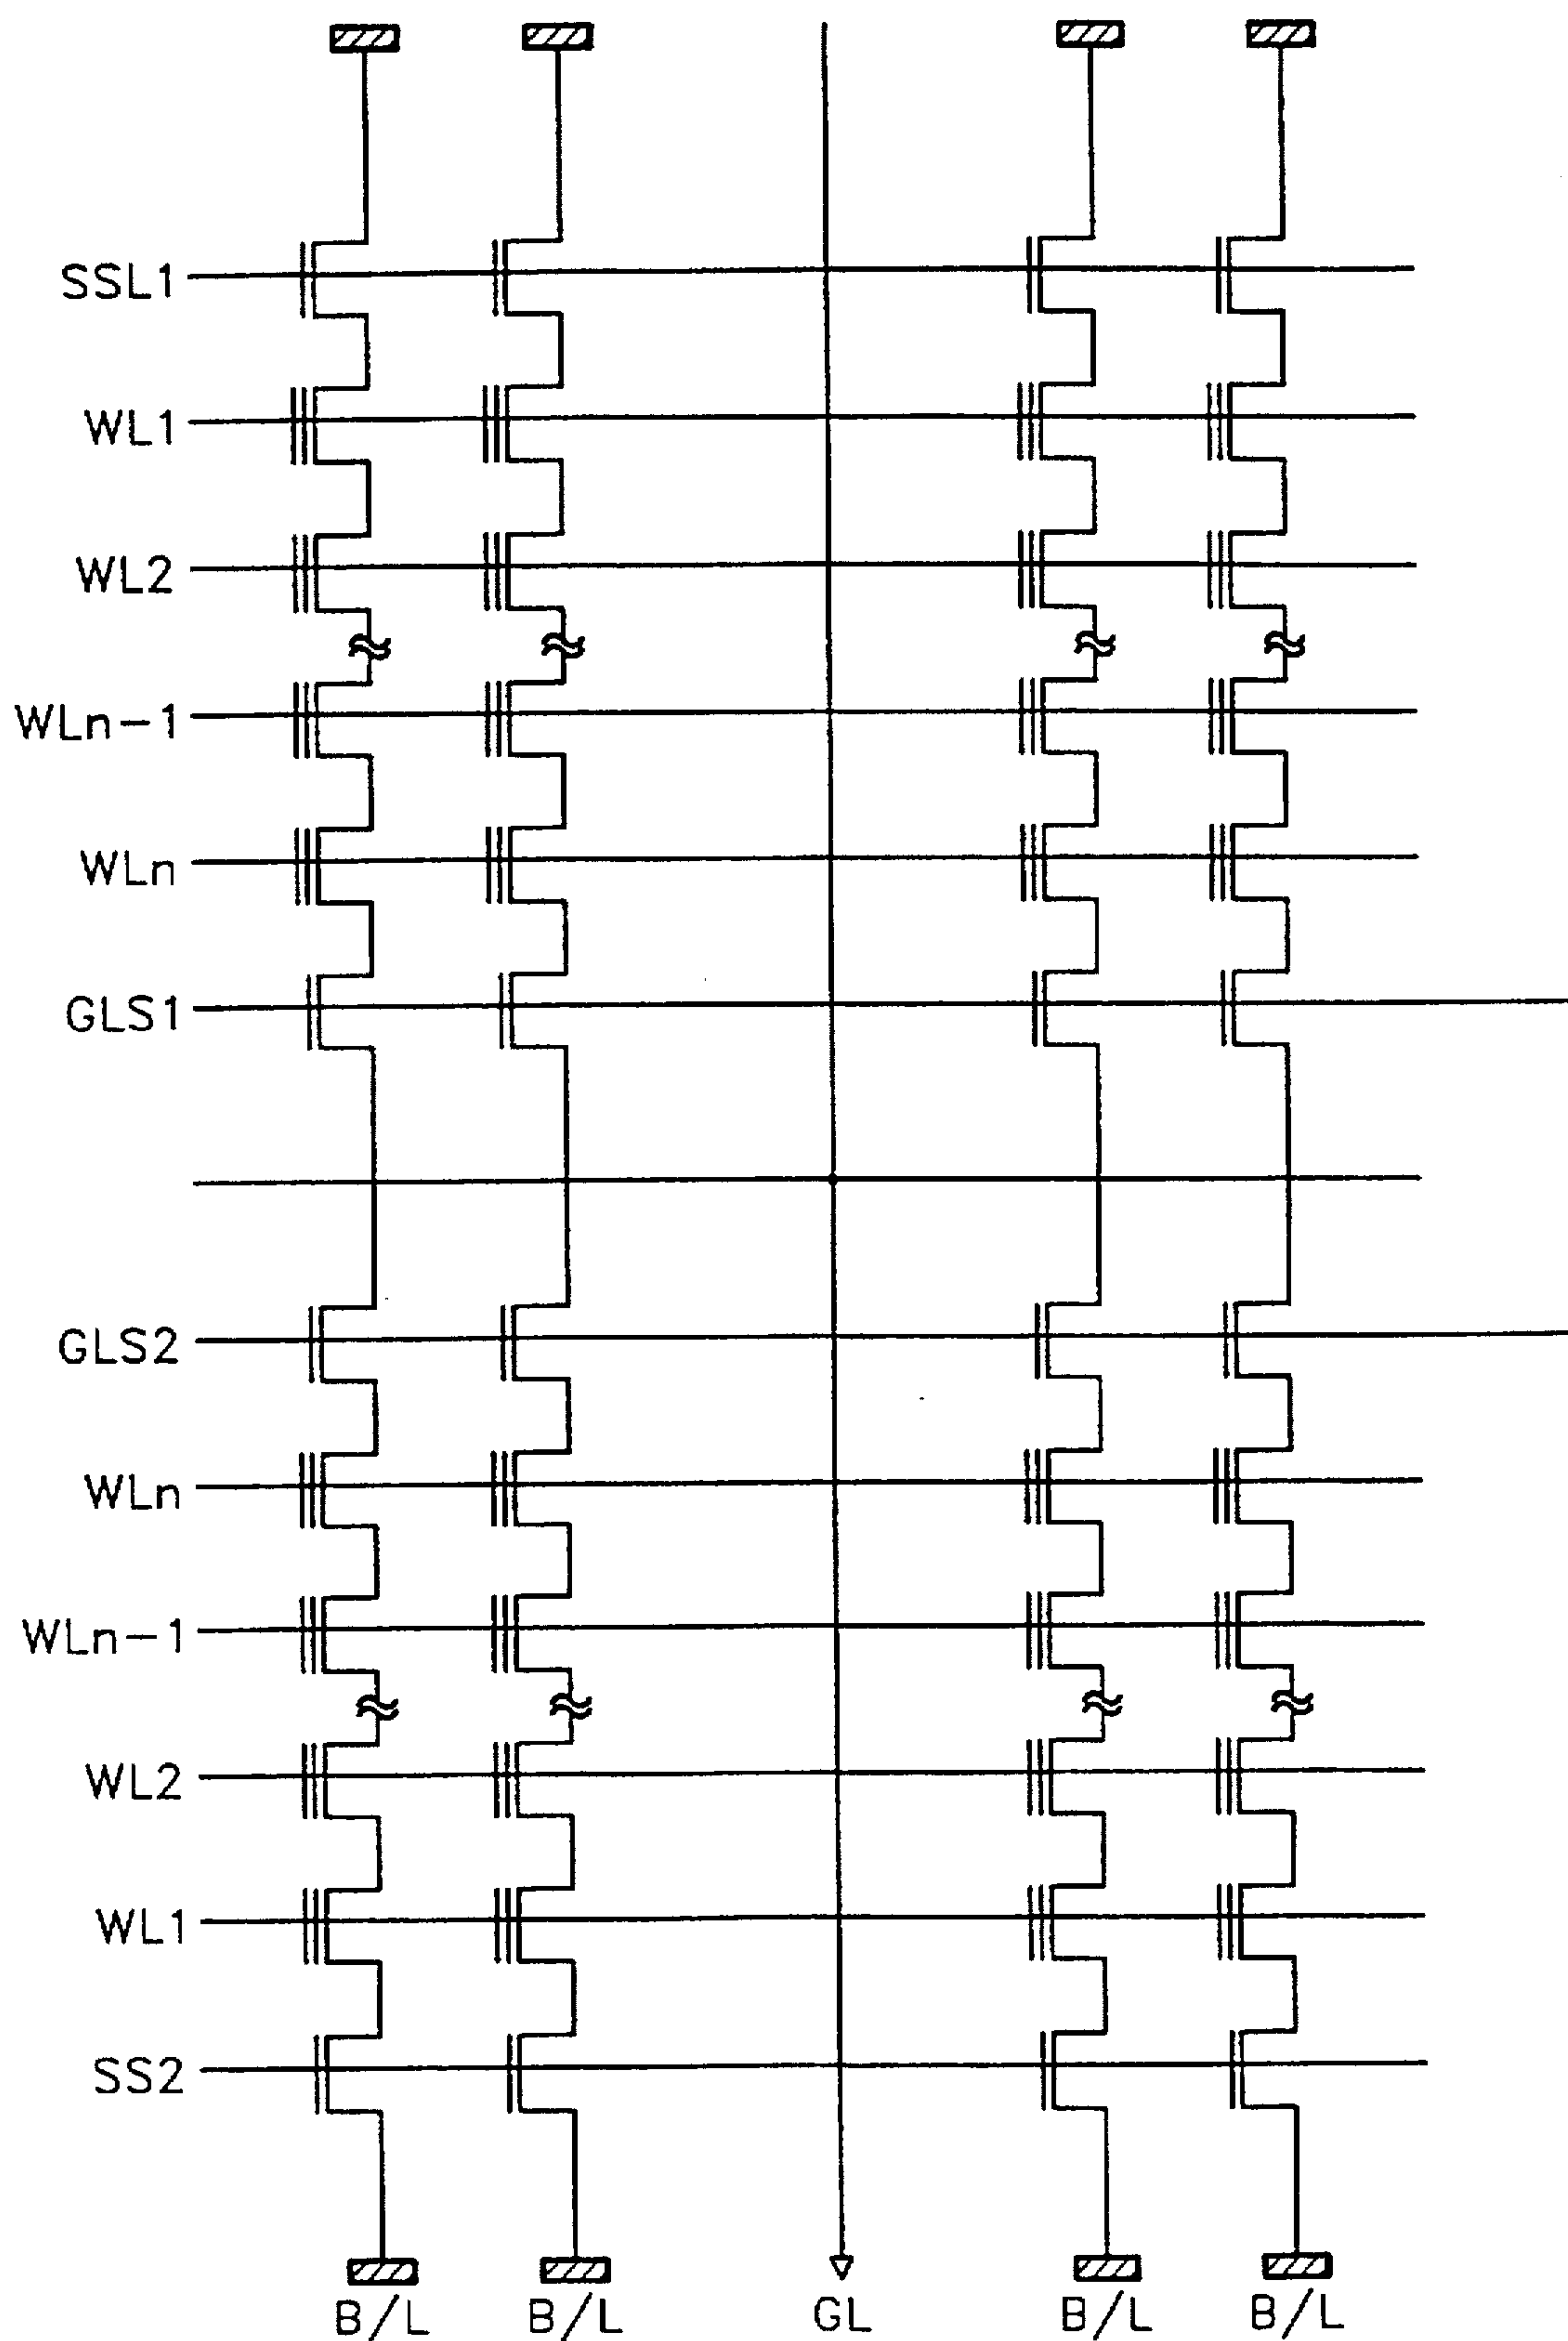 SSL1
WL1
WL2
WLn-1
WLn
GLS1
GLS2
WLn
WLn-1
WL2
WL1
SS2
B/L B/L GL B/L B/L